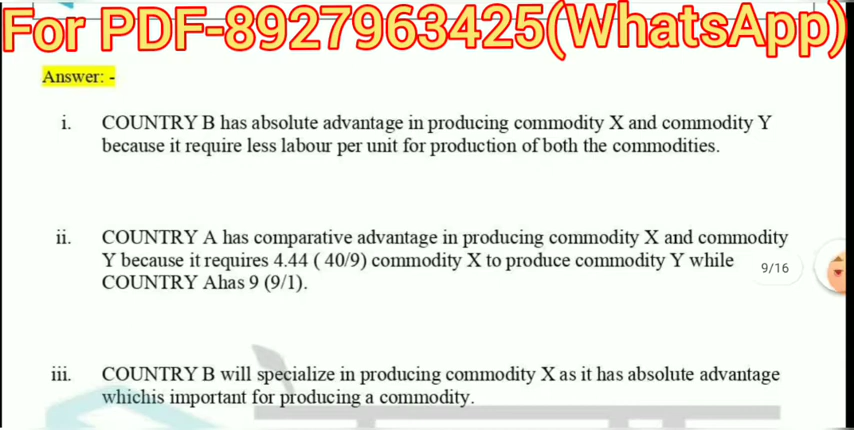 For PDF-8927963425(WhatsApp)
Answer: -
i. COUNTRY B has absolute advantage in producing commodity X and commodity Y
because it require less labour per unit for production of both the commodities.
ii. COUNTRY A has comparative advantage in producing commodity X and commodity
Y because it requires 4.44 ( 40/9) commodity X to produce commodity Y while
9/16
COUNTRY Ahas 9 (9/1).
iii. COUNTRY B will specialize in producing commodity X as it has absolute advantage
whichis important for producing a commodity.